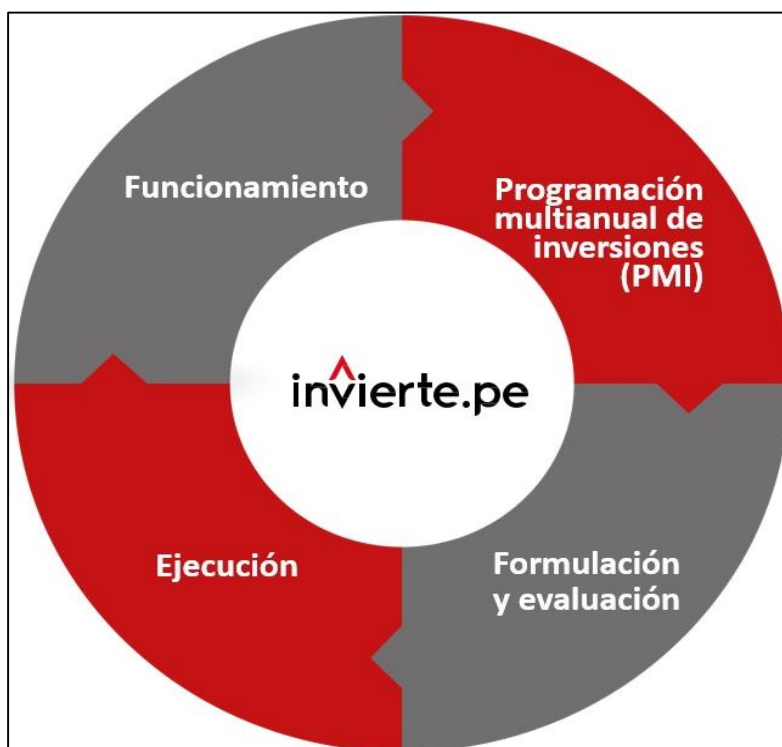 Funcionamiento
Programación
multianual de
inversiones
(PMI)
invierte.pe
Ejecución
Formulación
y evaluación